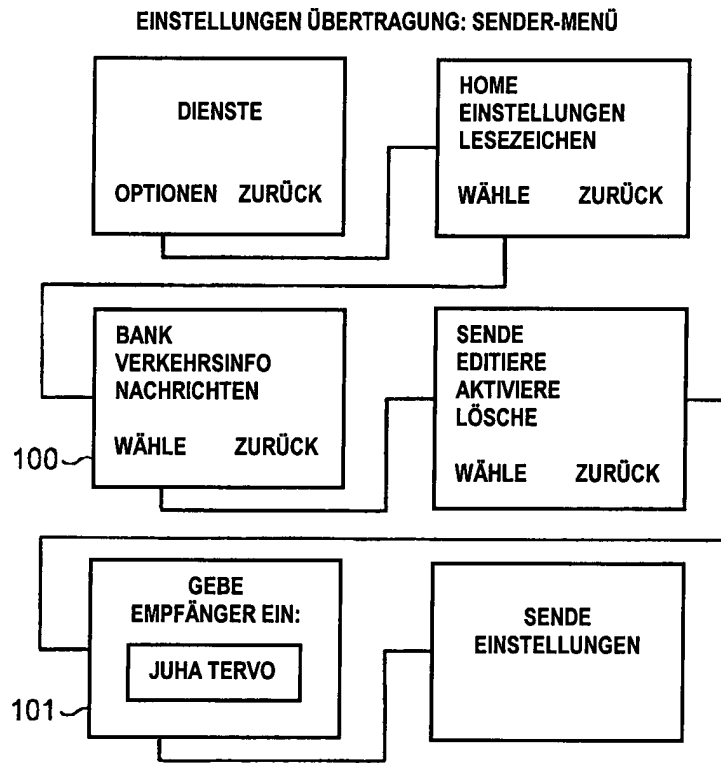 EINSTELLUNGEN ÜBERTRAGUNG: SENDER-MENÜ
DIENSTE
OPTIONEN ZURÜCK
HOME
EINSTELLUNGEN
LESEZEICHEN
WÄHLE ZURÜCK
BANK
VERKEHRSINFO
NACHRICHTEN
WÄHLE ZURÜCK
100
SENDE
EDITIERE
AKTIVIERE
LÖSCHE
WÄHLE ZURÜCK
GEBE
EMPFÄNGER EIN:
JUHA TERVO
101
SENDE
EINSTELLUNGEN